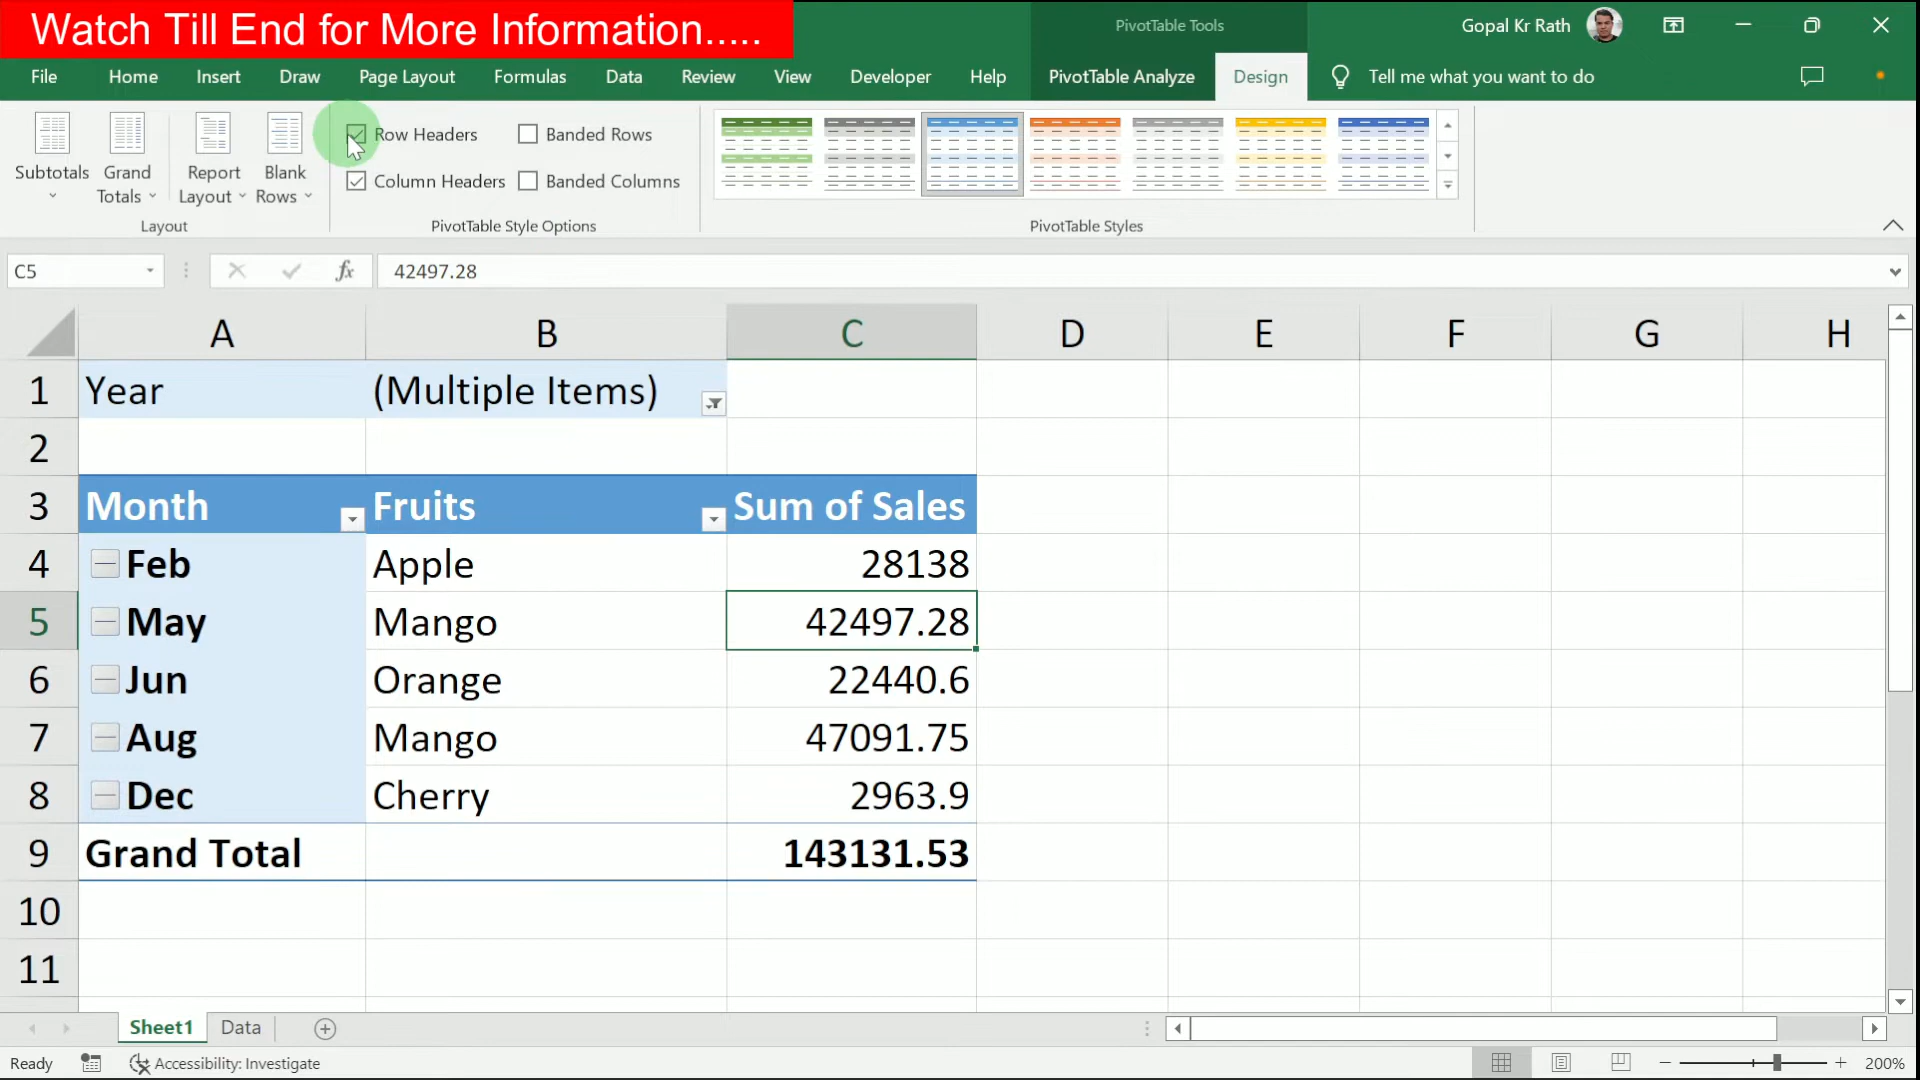 Watch Till End for More Information.....
PivotTable Tools
Gopal Kr Rath
File Home Insert Draw Page Layout Formulas Data Review View Developer Help PivotTable Analyze Design Tell me what you want to do
Subtotals
Grand Totals
Report Layout
Blank Rows
Layout
Row Headers
Banded Rows
Column Headers
Banded Columns
PivotTable Style Options
PivotTable Styles
C5 fx 42497.28
A B C D E F G H
1 Year (Multiple Items)
2
3 Month Fruits Sum of Sales
4 Feb Apple 28138
5 May Mango 42497.28
6 Jun Orange 22440.6
7 Aug Mango 47091.75
8 Dec Cherry 2963.9
9 Grand Total 143131.53
10
11
Sheet1 Data
Ready Accessibility: Investigate 200%